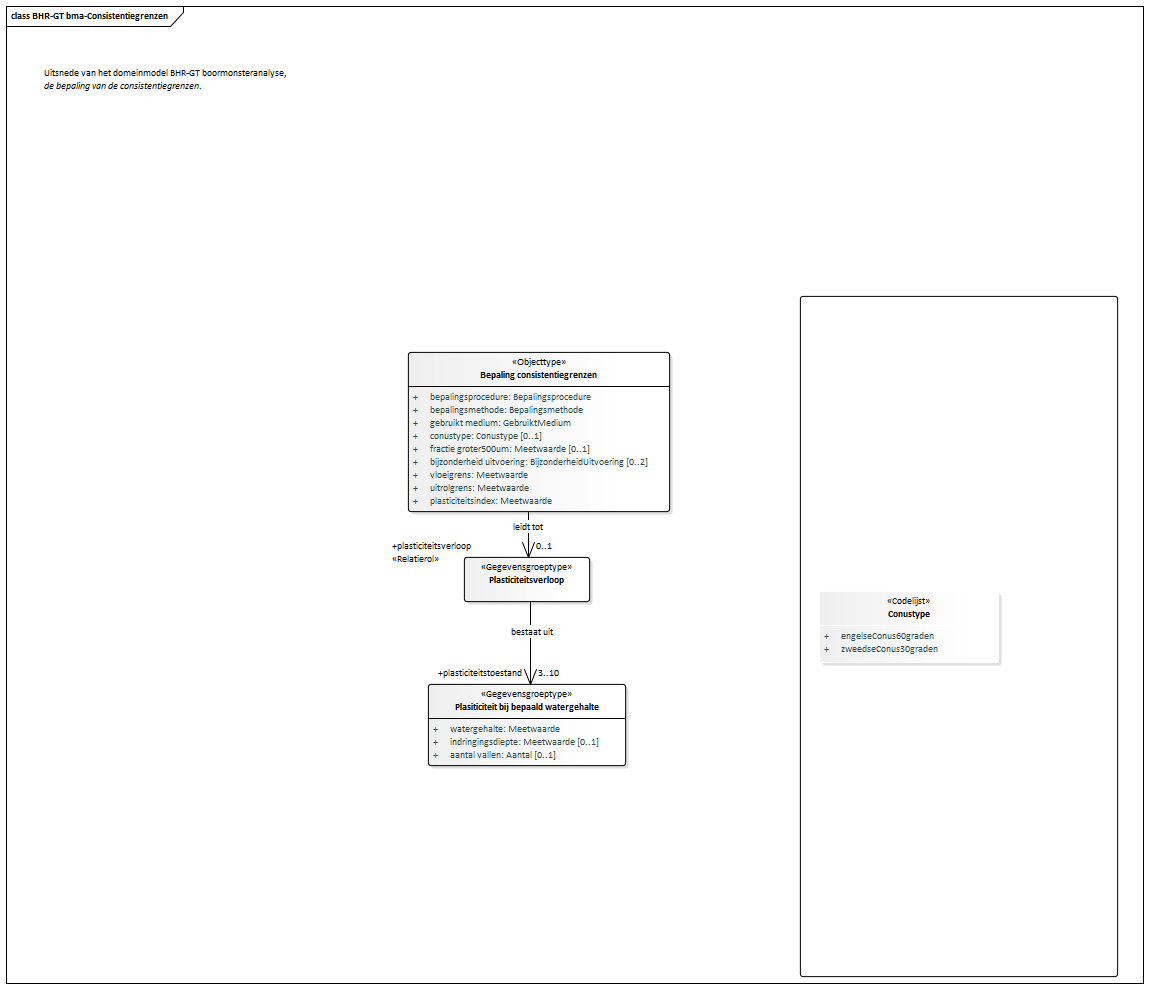 class BHR-GT bma-Consistentiegrenzen
Uitsnede van het domeinmodel BHR-GT boormonsteranalyse,
de bepaling van de consistentiegrenzen.
«Objecttype»
Bepaling consistentiegrenzen
+ bepalingsprocedure: Bepalingsprocedure
+ bepalingsmethode: Bepalingsmethode
+ gebruikt medium: GebruiktMedium
+ conustype: Conustype [0..1]
+ fractie groter500um: Meetwaarde [0..1]
+ bijzonderheid uitvoering: BijzonderheidUitvoering [0..2]
+ vloeigrens: Meetwaarde
+ uitrolgrens: Meetwaarde
+ plasticiteitsindex: Meetwaarde
leidt tot
+plasticiteitsverloop 0..1
«Relatierol»
«Gegevensgroeptype»
Plasticiteitsverloop
bestaat uit
+plasticiteitstoestand 3..10
«Gegevensgroeptype»
Plasiticiteit bij bepaald watergehalte
+ watergehalte: Meetwaarde
+ indringingsdiepte: Meetwaarde [0..1]
+ aantal vallen: Aantal [0..1]
«Codelijst»
Conustype
+ engelseConus60graden
+ zweedseConus30graden